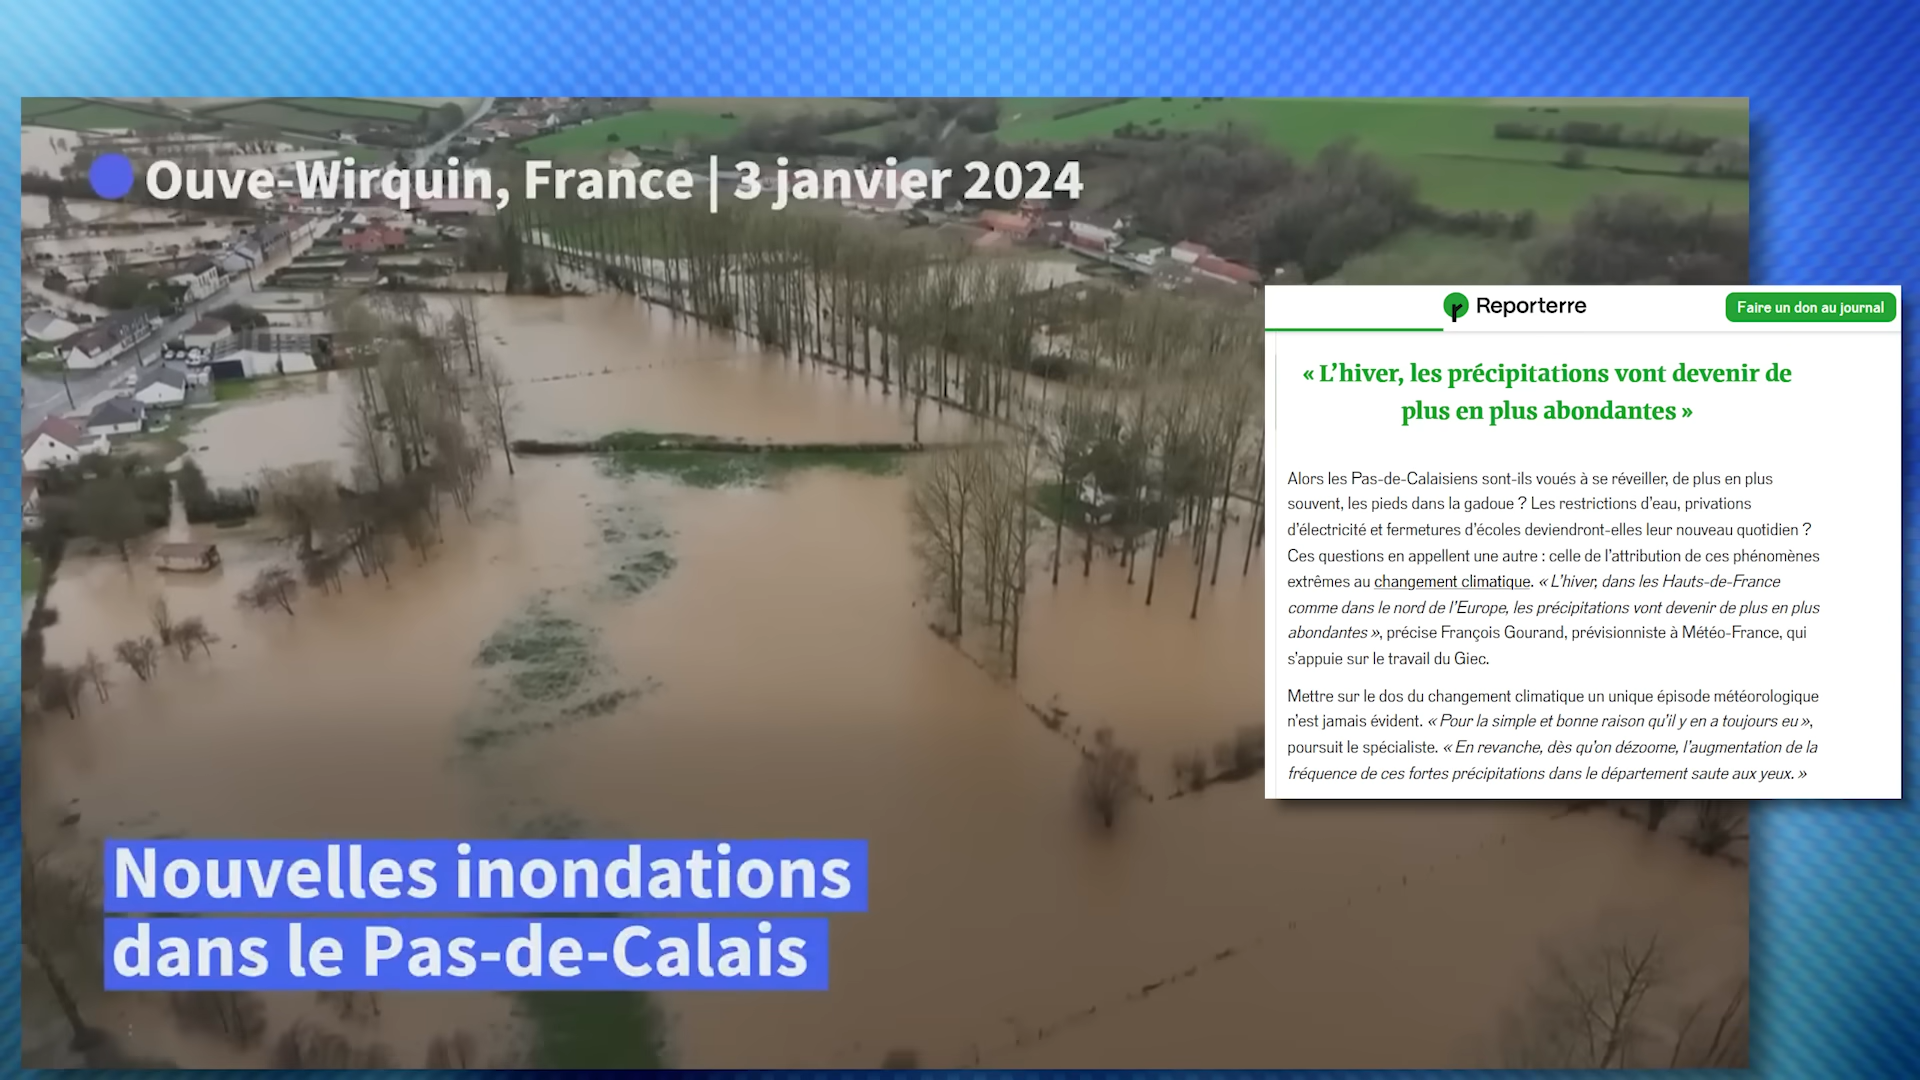 Ouve-Wirquin, France | 3 janvier 2024
Reporterre
Faire un don au journal
« L'hiver, les précipitations vont devenir de
plus en plus abondantes »
Alors les Pas-de-Calaisiens sont-ils voués à se réveiller, de plus en plus
souvent, les pieds dans la gadoue ? Les restrictions d'eau, privations
d'électricité et fermetures d'écoles deviendront-elles leur nouveau quotidien ?
Ces questions en appellent une autre : celle de l'attribution de ces phénomènes
extrêmes au changement climatique. « L'hiver, dans les Hauts-de-France
comme dans le nord de l'Europe, les précipitations vont devenir de plus en plus
abondantes », précise François Gourand, prévisionniste à Météo-France, qui
s'appuie sur le travail du Giec.
Mettre sur le dos du changement climatique un unique épisode météorologique
n'est jamais évident. « Pour la simple et bonne raison qu'il y en a toujours eu »,
poursuit le spécialiste. « En revanche, dès qu'on dézoome, l'augmentation de la
fréquence de ces fortes précipitations dans le département saute aux yeux. »
Nouvelles inondations
dans le Pas-de-Calais